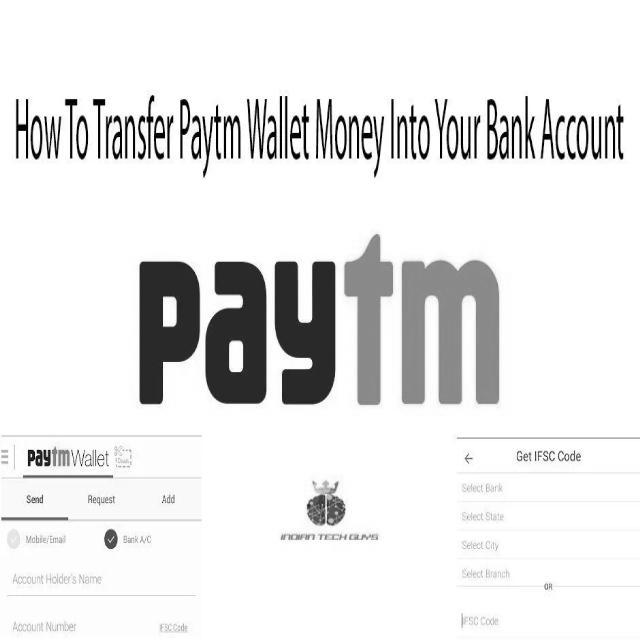 How To Transfer Paytm Wallet Money Into Your Bank Account
paytm
paytm Wallet
Send Request Add
Mobile/Email Bank A/C
Account Holder's Name
Account Number IFSC Code
INDIAN TECH GUYS
Get IFSC Code
Select Bank
Select State
Select City
Select Branch
OR
IFSC Code